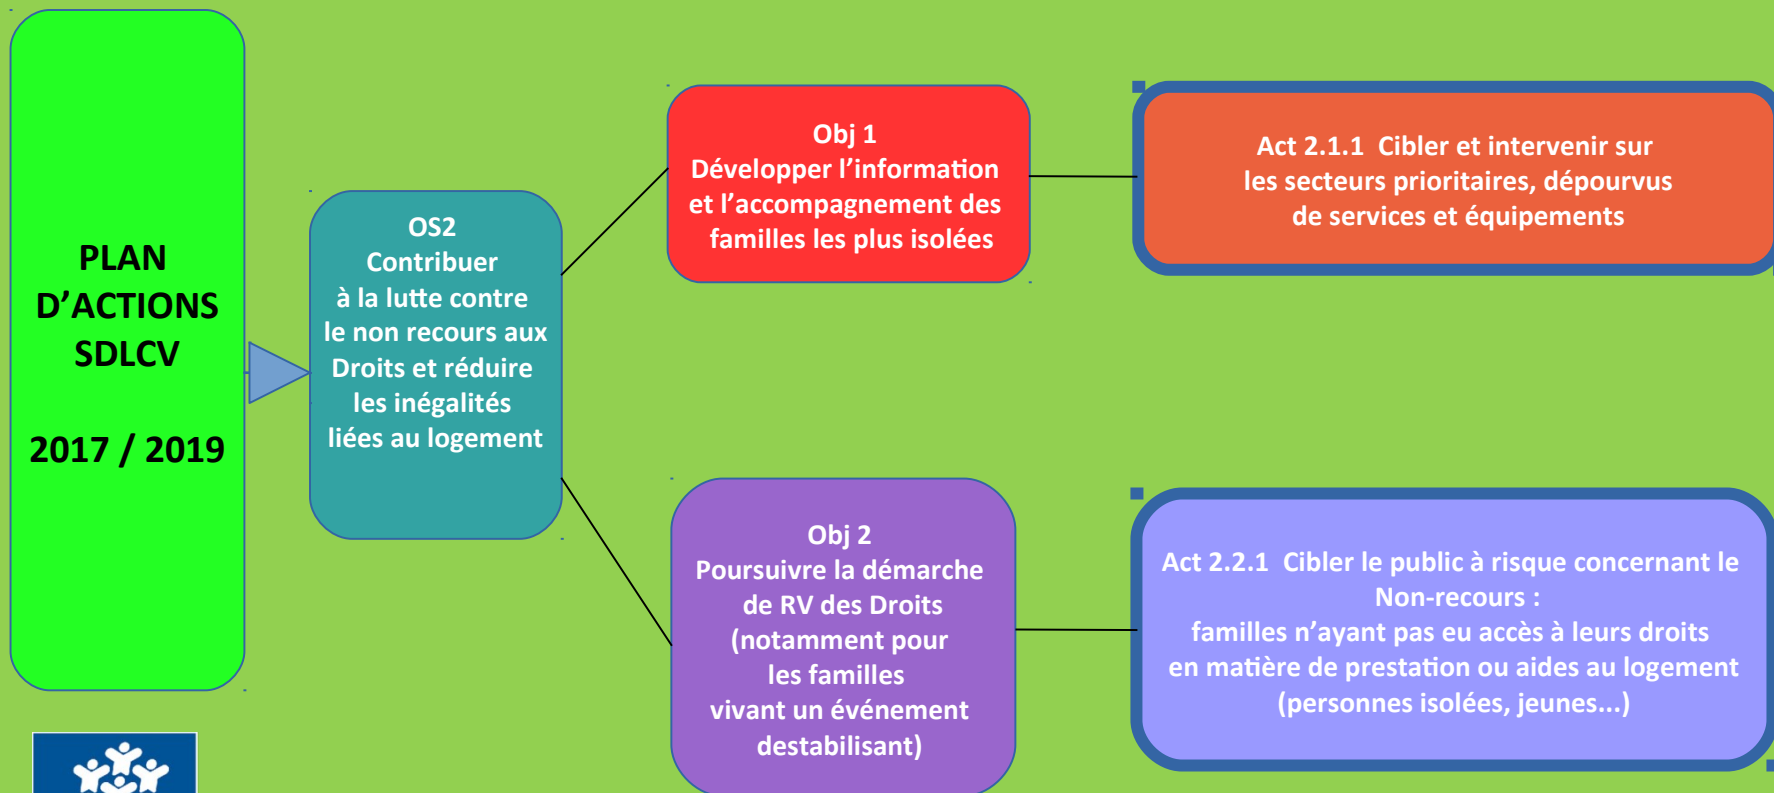 PLAN
D’ACTIONS
SDLCV
2017 / 2019
OS2
Contribuer
à la lutte contre
le non recours aux
Droits et réduire
les inégalités
liées au logement
Obj 1
Développer l’information
et l’accompagnement des
familles les plus isolées
Act 2.1.1 Cibler et intervenir sur
les secteurs prioritaires, dépourvus
de services et équipements
Obj 2
Poursuivre la démarche
de RV des Droits
(notamment pour
les familles
vivant un événement
destabilisant)
Act 2.2.1 Cibler le public à risque concernant le
Non-recours :
familles n’ayant pas eu accès à leurs droits
en matière de prestation ou aides au logement
(personnes isolées, jeunes...)